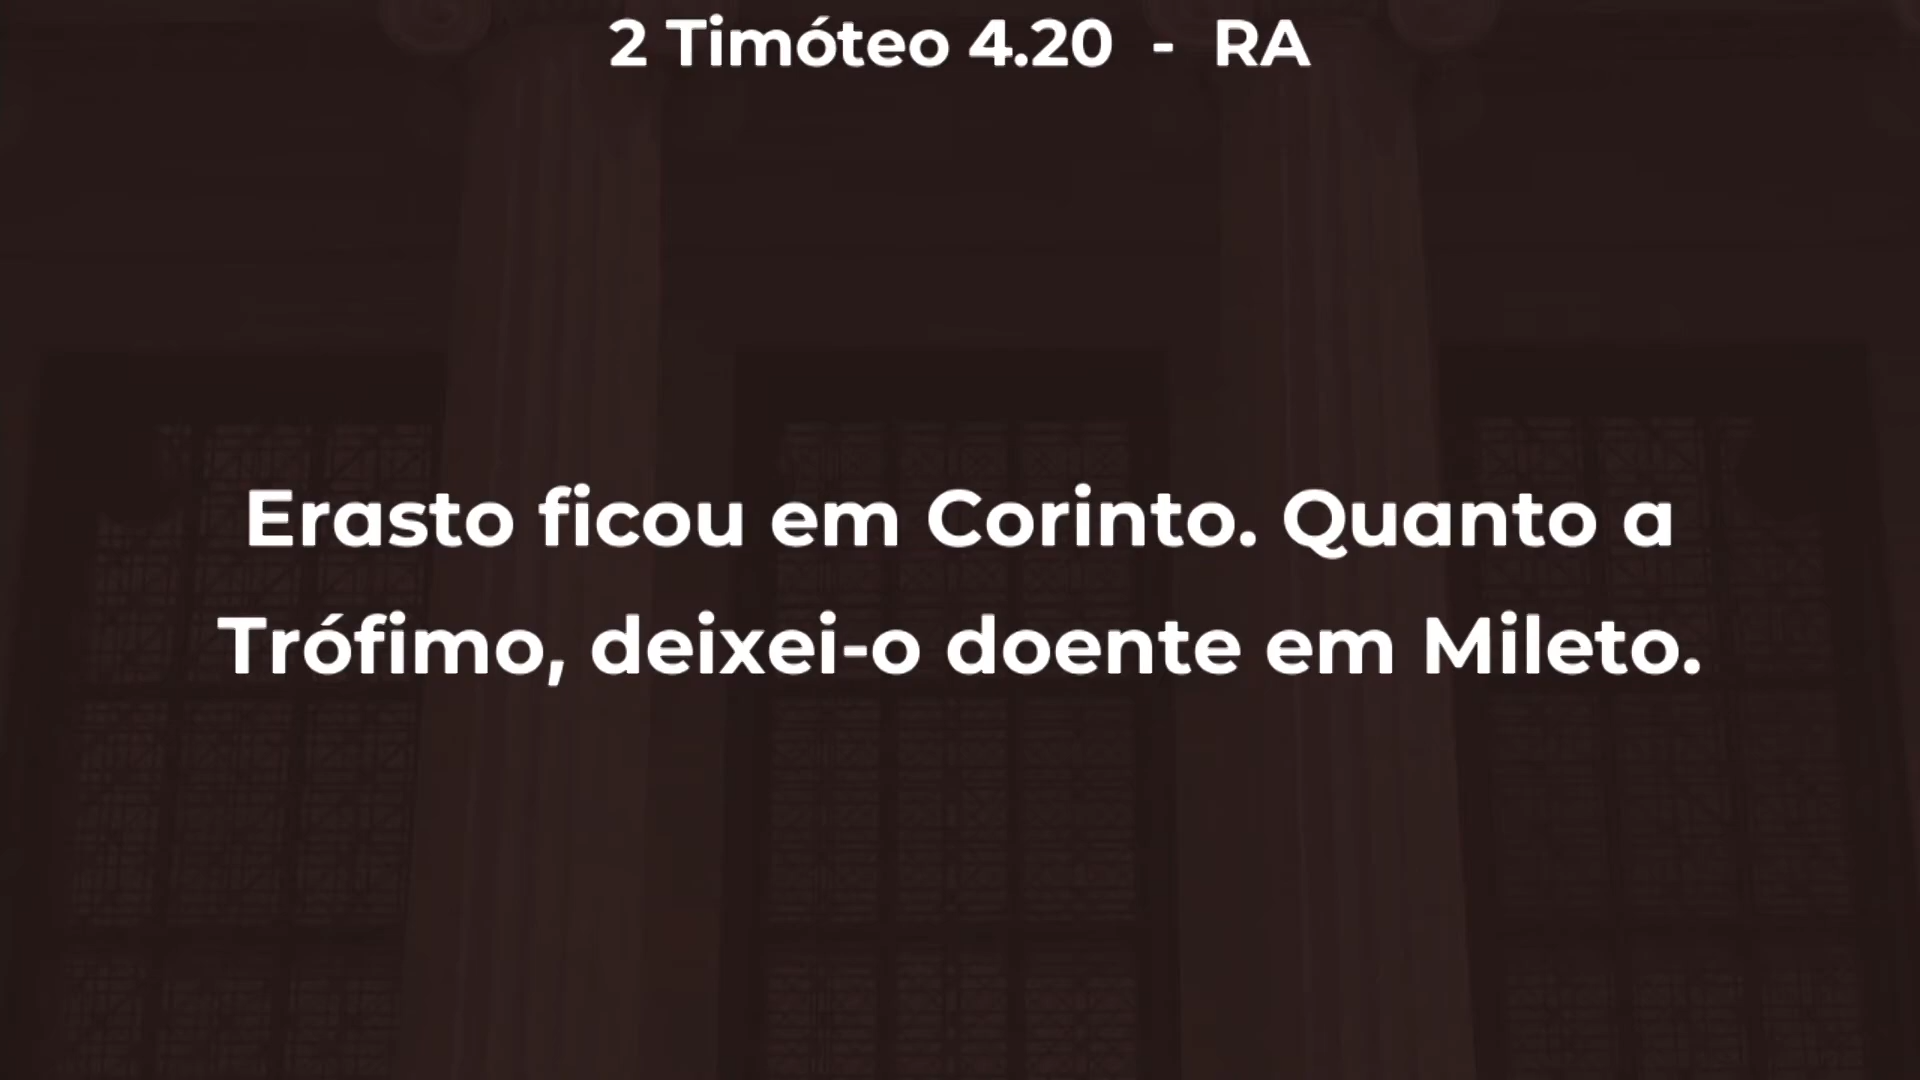 2 Timóteo 4.20 - RA
Erasto ficou em Corinto. Quanto a
Trófimo, deixei-o doente em Mileto.